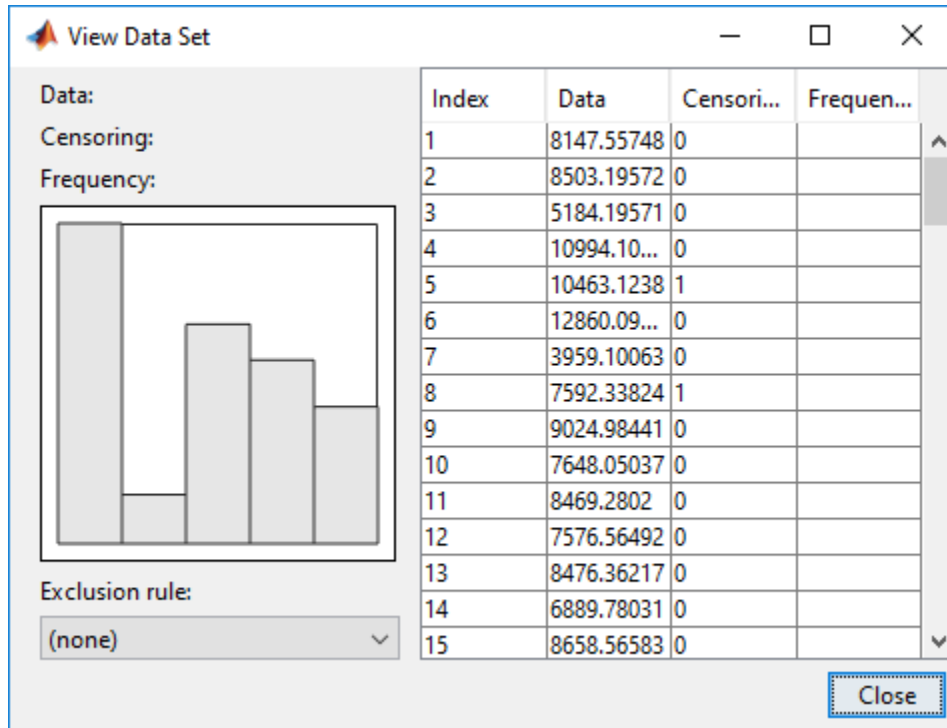 View Data Set
Data:
Censoring:
Frequency:
Exclusion rule:
(none)
Index Data Censori... Frequen...
1 8147.55748 0
2 8503.19572 0
3 5184.19571 0
4 10994.10... 0
5 10463.1238 1
6 12860.09... 0
7 3959.10063 0
8 7592.33824 1
9 9024.98441 0
10 7648.05037 0
11 8469.2802 0
12 7576.56492 0
13 8476.36217 0
14 6889.78031 0
15 8658.56583 0
Close